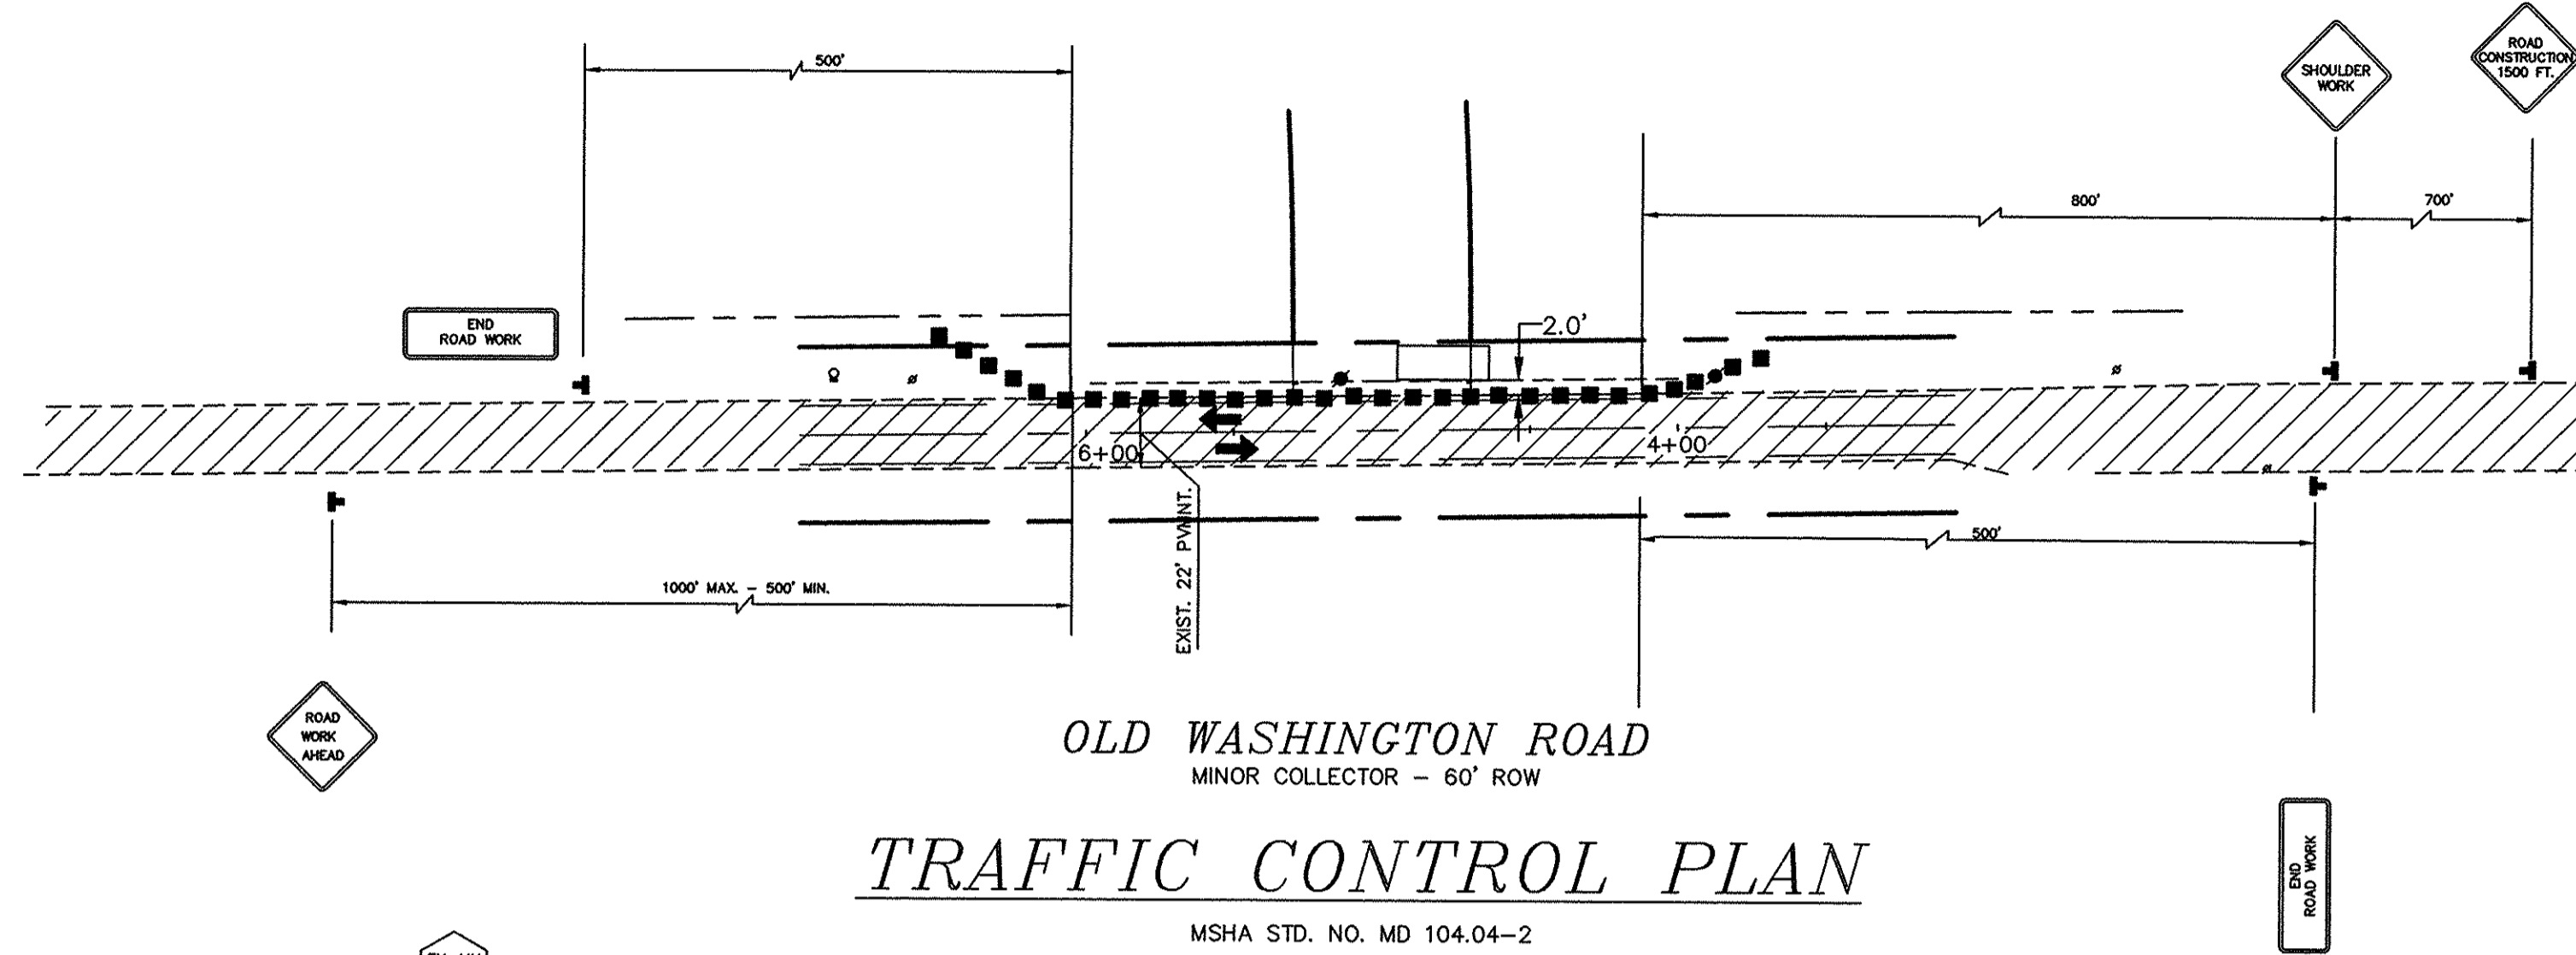 500'
SHOULDER
WORK
ROAD
CONSTRUCTION
1500 FT.
800'
700'
END
ROAD WORK
2.0'
6+00
4+00
EXIST. 22' PVMNT.
500'
1000' MAX. - 500' MIN.
ROAD
WORK
AHEAD
OLD WASHINGTON ROAD
MINOR COLLECTOR - 60' ROW
END
ROAD WORK
TRAFFIC CONTROL PLAN
MSHA STD. NO. MD 104.04-2